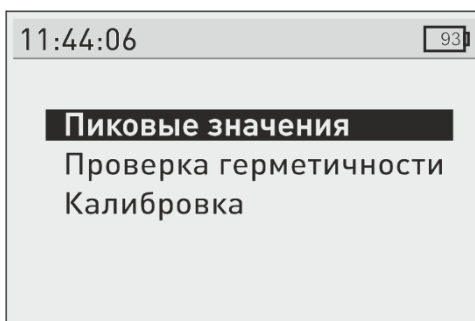 11:44:06
93
Пиковые значения
Проверка герметичности
Калибровка